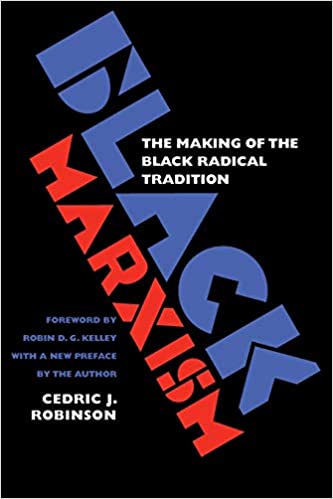 BLACK
MARXISM
THE MAKING OF THE
BLACK RADICAL
TRADITION
FOREWORD BY
ROBIN D. G. KELLEY
WITH A NEW PREFACE
BY THE AUTHOR
CEDRIC J.
ROBINSON